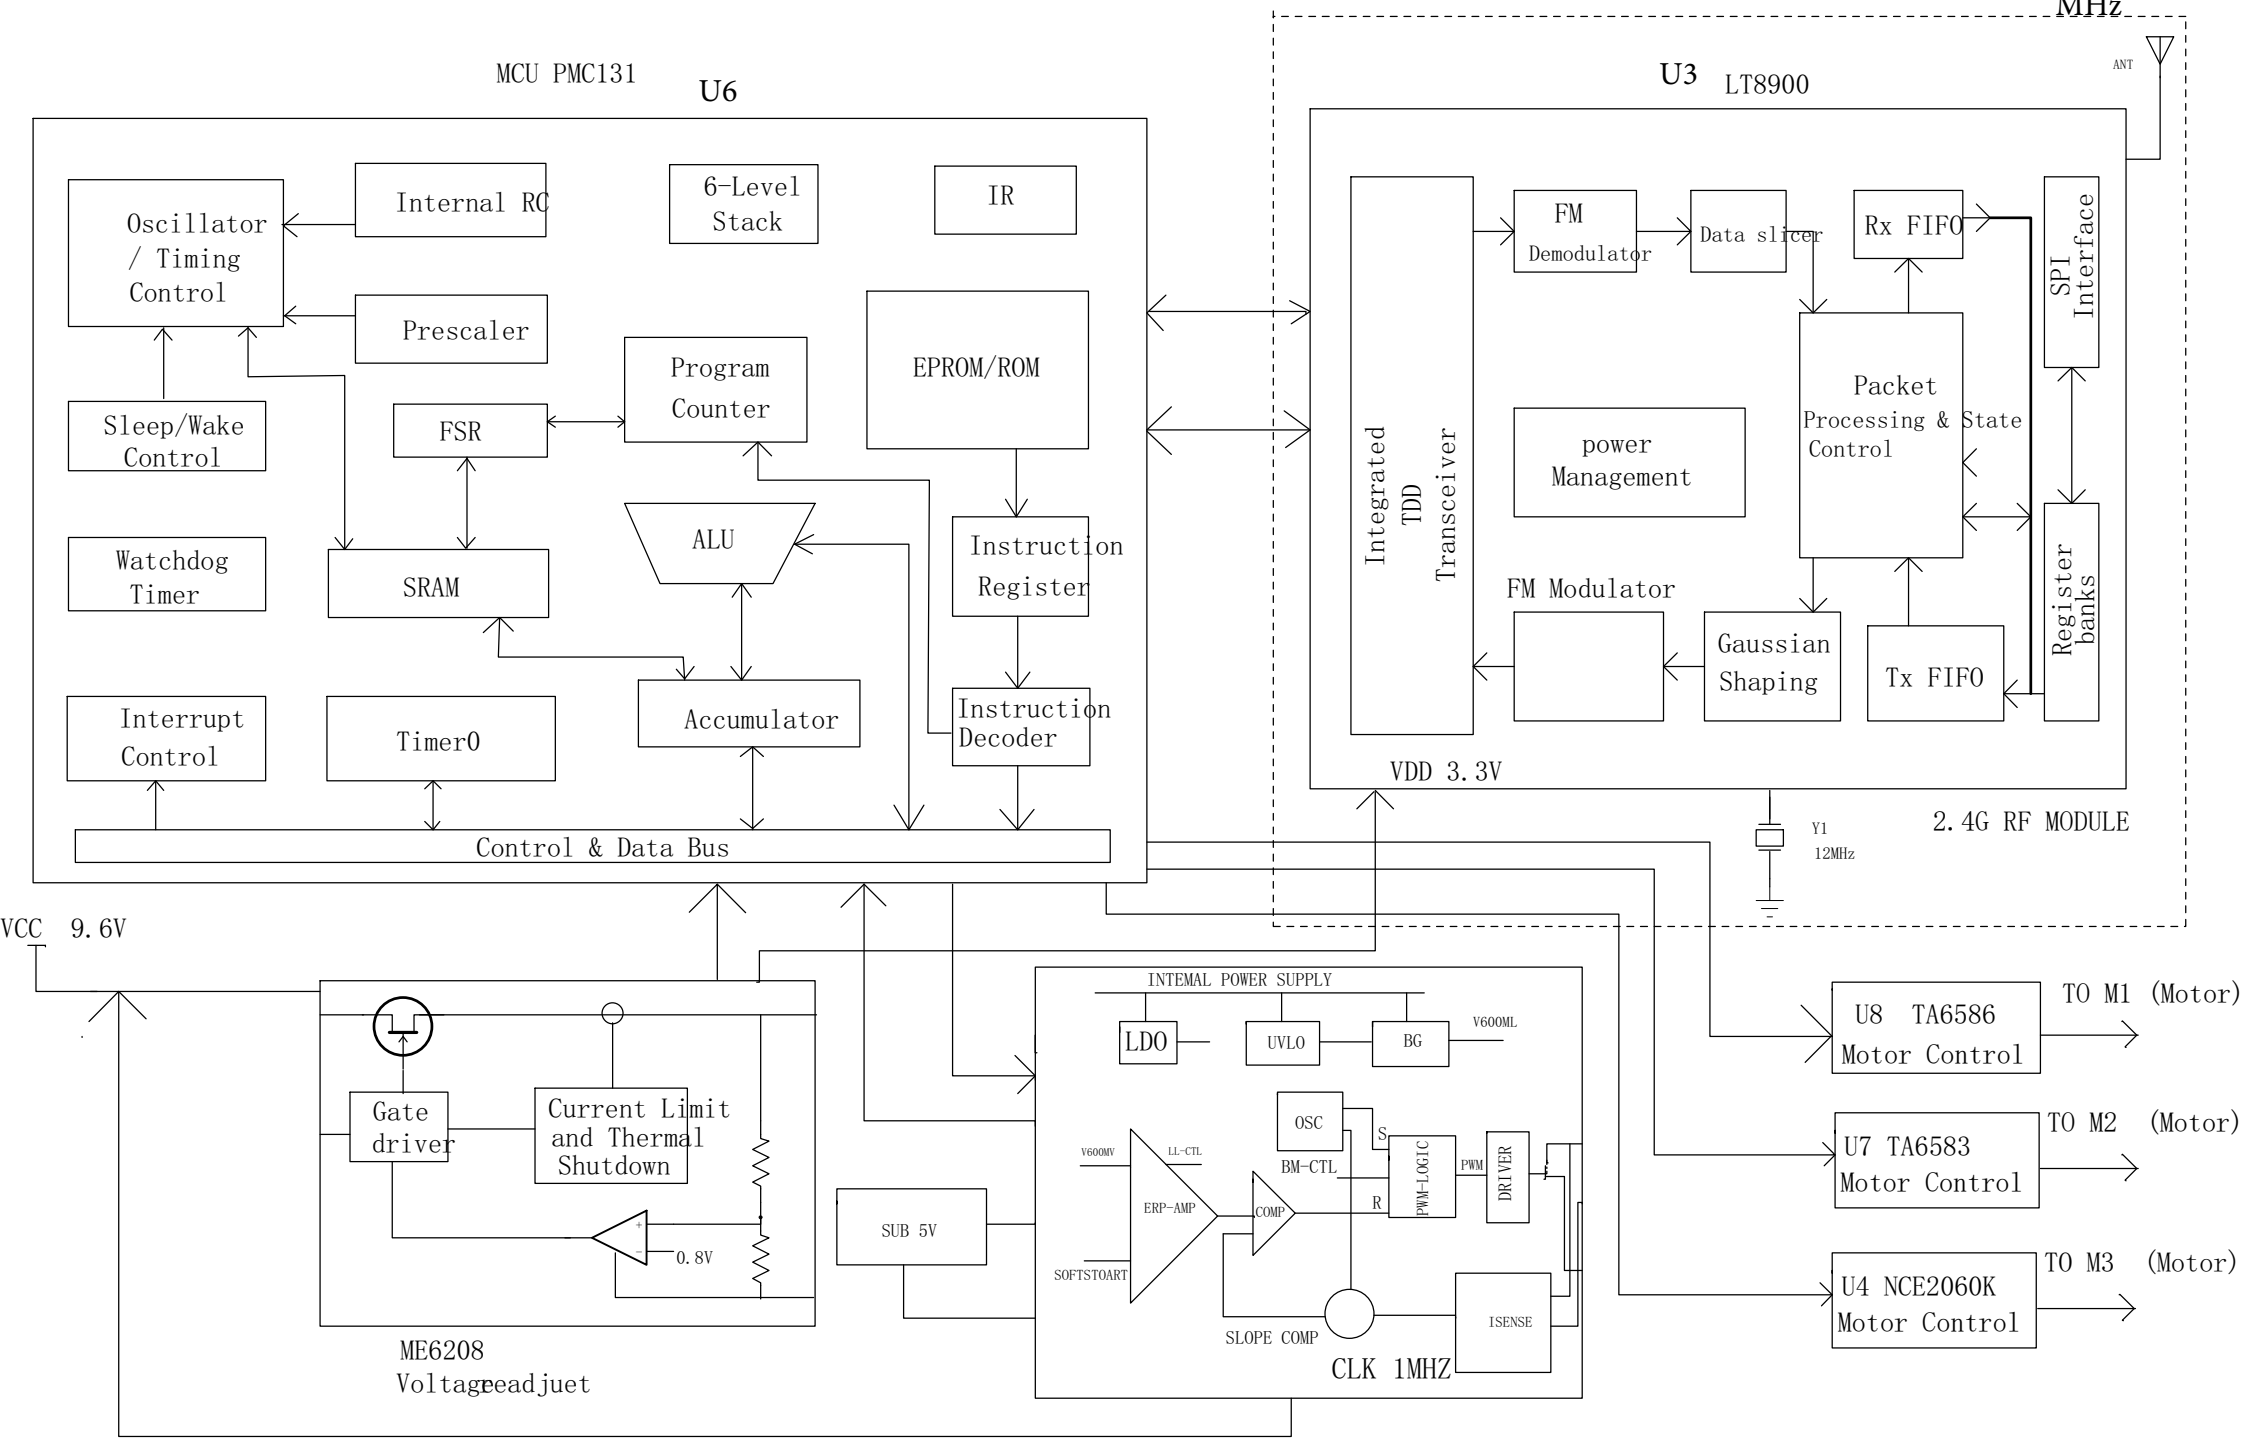 MHz
MCU PMC131
U6
U3
LT8900
ANT
Oscillator
/ Timing
Control
Internal RC
6-Level
Stack
IR
Prescaler
Program
Counter
EPROM/ROM
Sleep/Wake
Control
FSR
Watchdog
Timer
SRAM
ALU
Instruction
Register
Interrupt
Control
Timer0
Accumulator
Instruction
Decoder
Control & Data Bus
Integrated
TDD
Transceiver
FM
Demodulator
Data slicer
Rx FIFO
SPI
Interface
Packet
Processing & State
Control
power
Management
FM Modulator
Gaussian
Shaping
Tx FIFO
Register
banks
VDD 3.3V
Y1
12MHz
2.4G RF MODULE
VCC 9.6V
Gate
driver
Current Limit
and Thermal
Shutdown
+
−
0.8V
ME6208
Voltagereadjuet
SUB 5V
INTEMAL POWER SUPPLY
LDO
UVLO
BG
V600ML
OSC
S
BM-CTL
R
PWM-LOGIC
PWM
DRIVER
V600MV
LL-CTL
ERP-AMP
COMP
SOFTSTOART
SLOPE COMP
ISENSE
CLK 1MHZ
U8 TA6586
Motor Control
TO M1 (Motor)
U7 TA6583
Motor Control
TO M2 (Motor)
U4 NCE2060K
Motor Control
TO M3 (Motor)